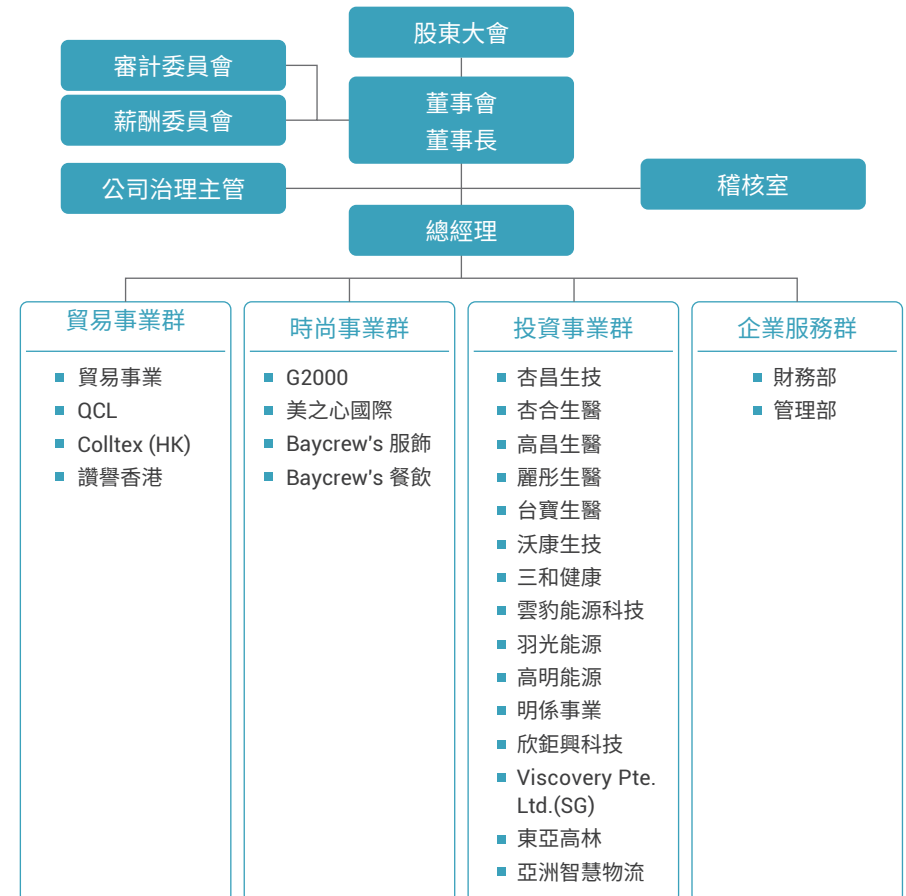 股東大會
審計委員會
薪酬委員會
董事會
董事長
公司治理主管
稽核室
總經理
貿易事業群
貿易事業
QCL
Colltex (HK)
讚譽香港
時尚事業群
G2000
美之心國際
Baycrew's 服飾
Baycrew's 餐飲
投資事業群
杏昌生技
杏合生醫
高昌生醫
麗彤生醫
台寶生醫
沃康生技
三和健康
雲豹能源科技
羽光能源
高明能源
明係事業
欣鉅興科技
Viscovery Pte.
Ltd.(SG)
東亞高林
亞洲智慧物流
企業服務群
財務部
管理部